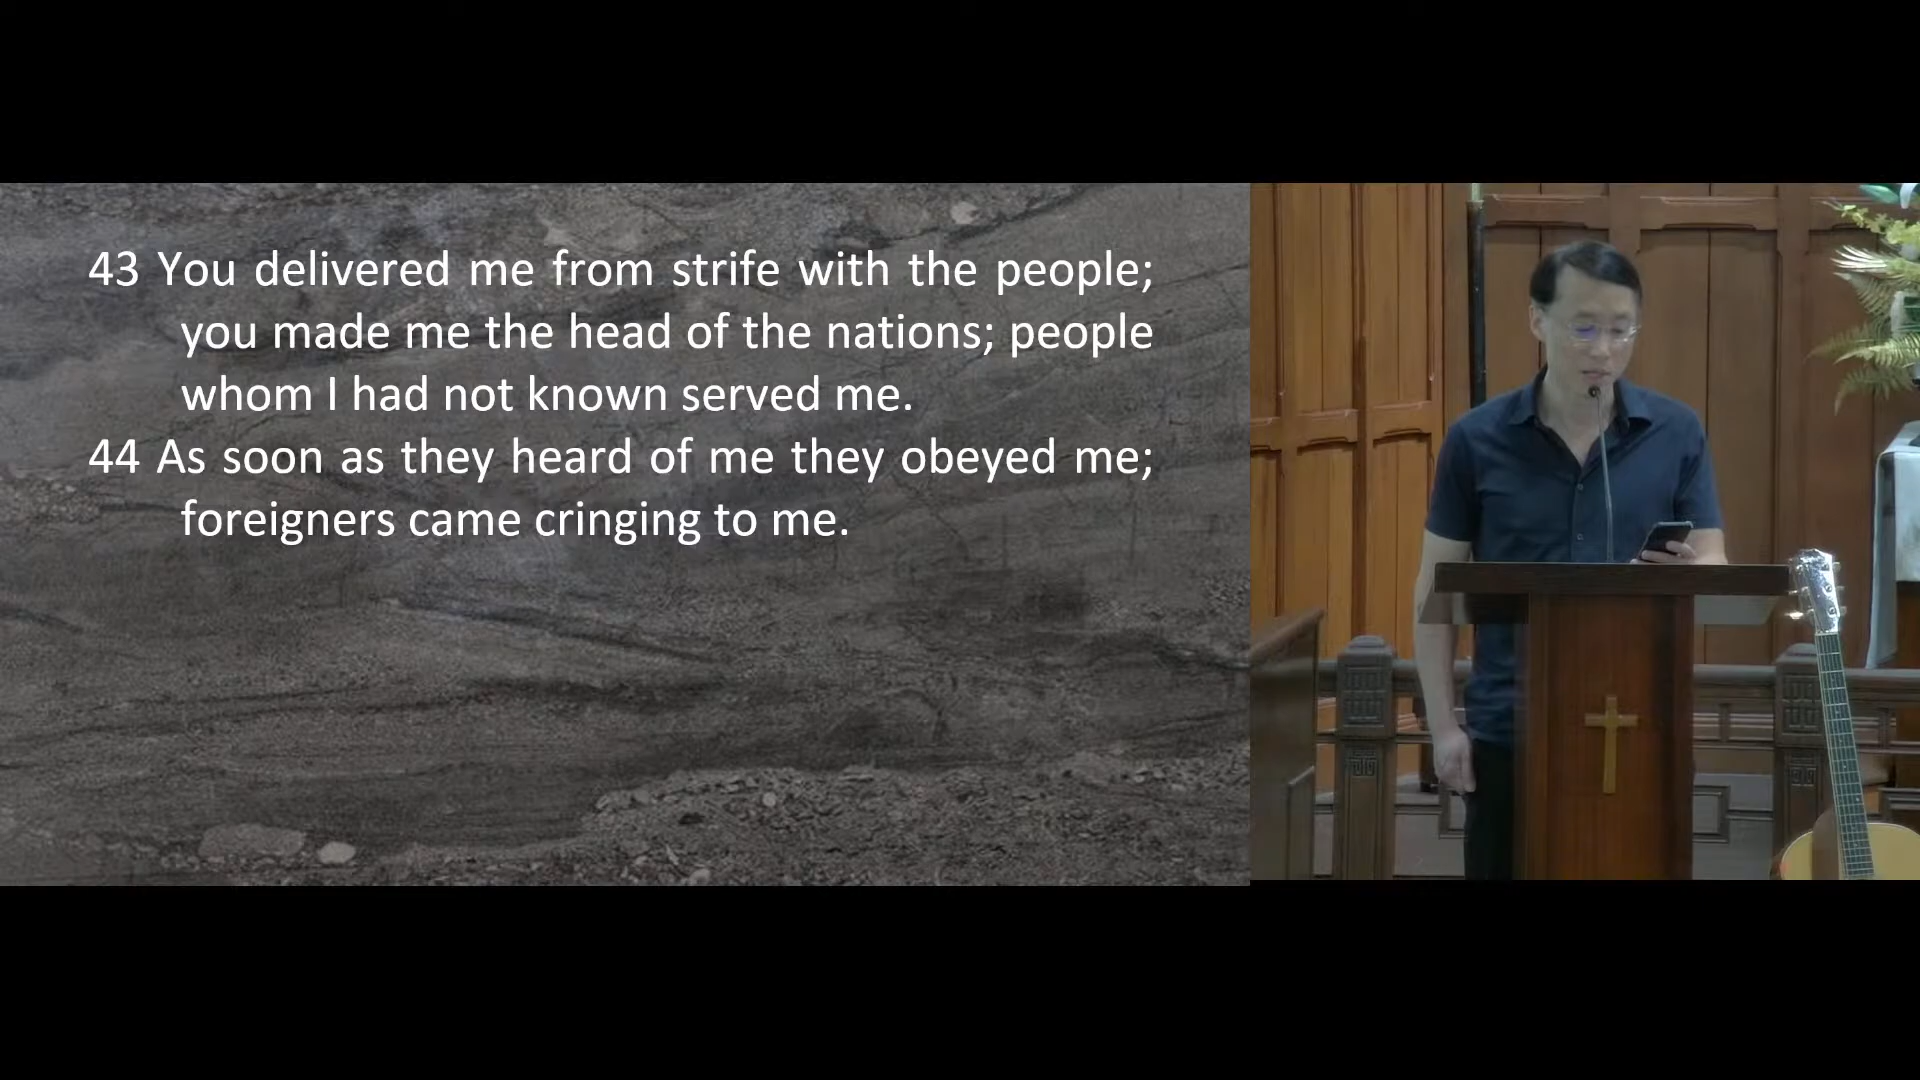 43 You delivered me from strife with the people;
you made me the head of the nations; people
whom I had not known served me.
44 As soon as they heard of me they obeyed me;
foreigners came cringing to me.